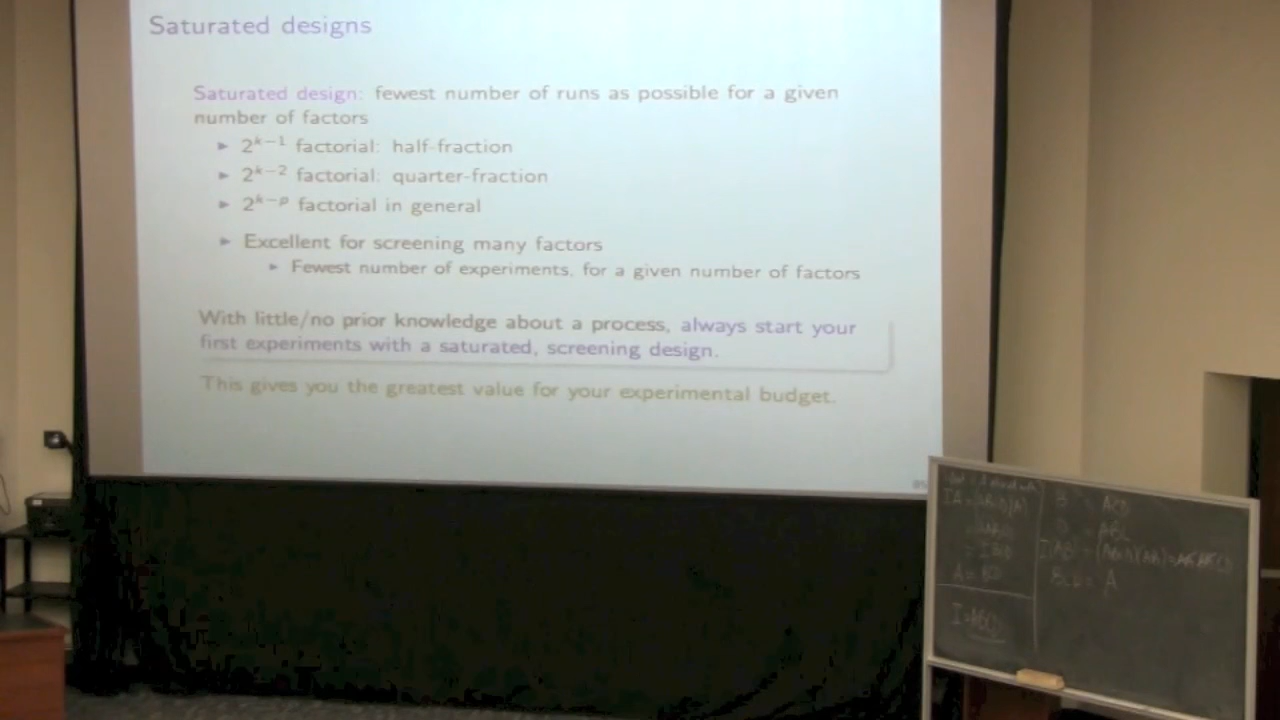 Saturated designs
Saturated design: fewest number of runs as possible for a given
number of factors
▶ 2^{k−1} factorial: half-fraction
▶ 2^{k−2} factorial: quarter-fraction
▶ 2^{k−p} factorial in general
▶ Excellent for screening many factors
▶ Fewest number of experiments, for a given number of factors
With little/no prior knowledge about a process, always start your
first experiments with a saturated, screening design.
This gives you the greatest value for your experimental budget.
B = ACD
I=ABCD